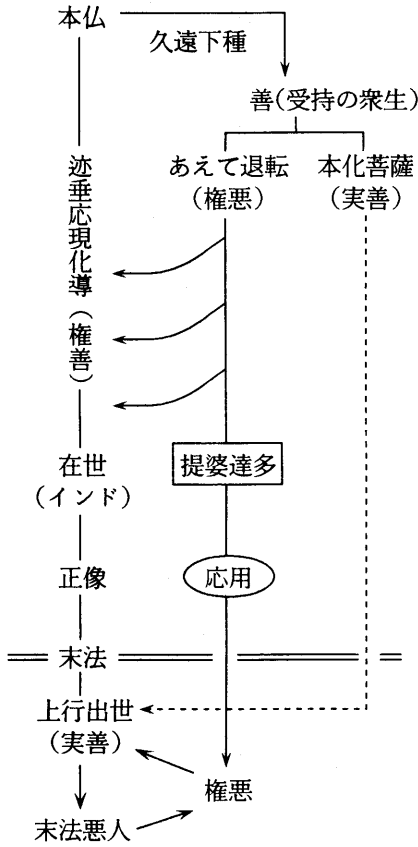 本仏
久遠下種
善(受持の衆生)
あえて退転
(権悪)
本化菩薩
(実善)
迹垂応現化導(権善)
在世
(インド)
提婆達多
正像
応用
末法
上行出世
(実善)
権悪
末法悪人